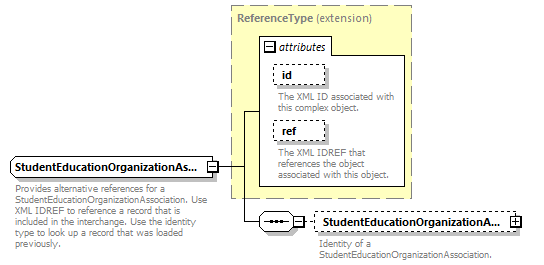 ReferenceType (extension)
attributes
id
The XML ID associated with
this complex object.
ref
The XML IDREF that
references the object
associated with this object.
StudentEducationOrganizationAs...
Provides alternative references for a
StudentEducationOrganizationAssociation. Use
XML IDREF to reference a record that is
included in the interchange. Use the identity
type to look up a record that was loaded
previously.
StudentEducationOrganizationA...
Identity of a
StudentEducationOrganizationAssociation.